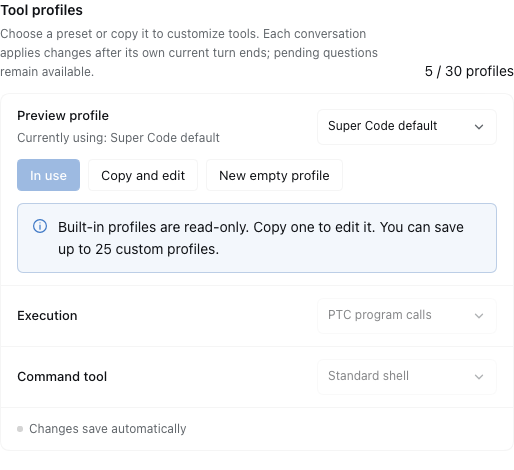 Tool profiles
Choose a preset or copy it to customize tools. Each conversation
applies changes after its own current turn ends; pending questions
remain available.
5 / 30 profiles
Preview profile
Currently using: Super Code default
Super Code default
In use
Copy and edit
New empty profile
Built-in profiles are read-only. Copy one to edit it. You can save
up to 25 custom profiles.
Execution
PTC program calls
Command tool
Standard shell
Changes save automatically